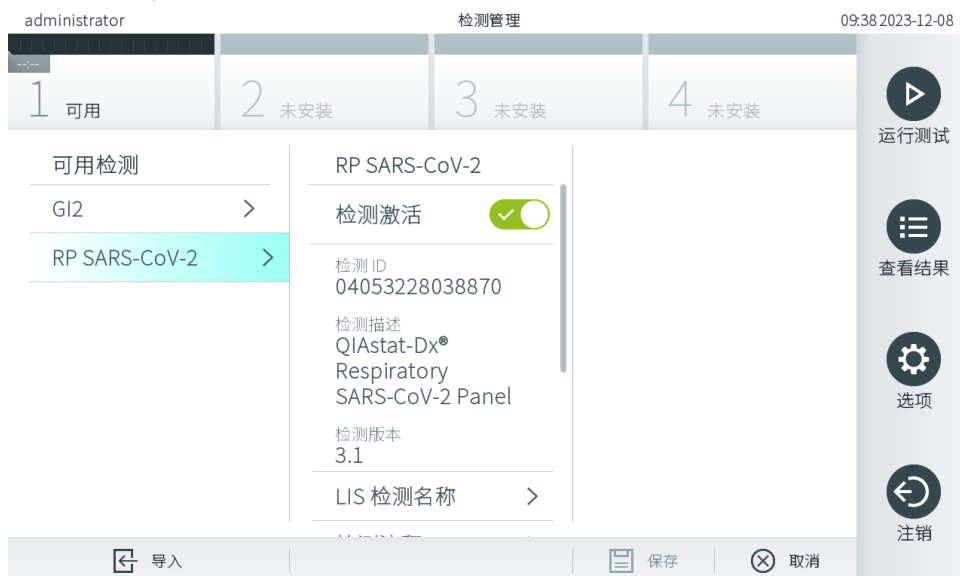 administrator
检测管理
09:38 2023-12-08
--:--
1 可用
2 未安装
3 未安装
4 未安装
运行测试
可用检测
GI2
RP SARS-CoV-2
RP SARS-CoV-2
检测激活
检测 ID
04053228038870
检测描述
QIAstat-Dx®
Respiratory
SARS-CoV-2 Panel
检测版本
3.1
LIS 检测名称
查看结果
选项
注销
导入
保存
取消